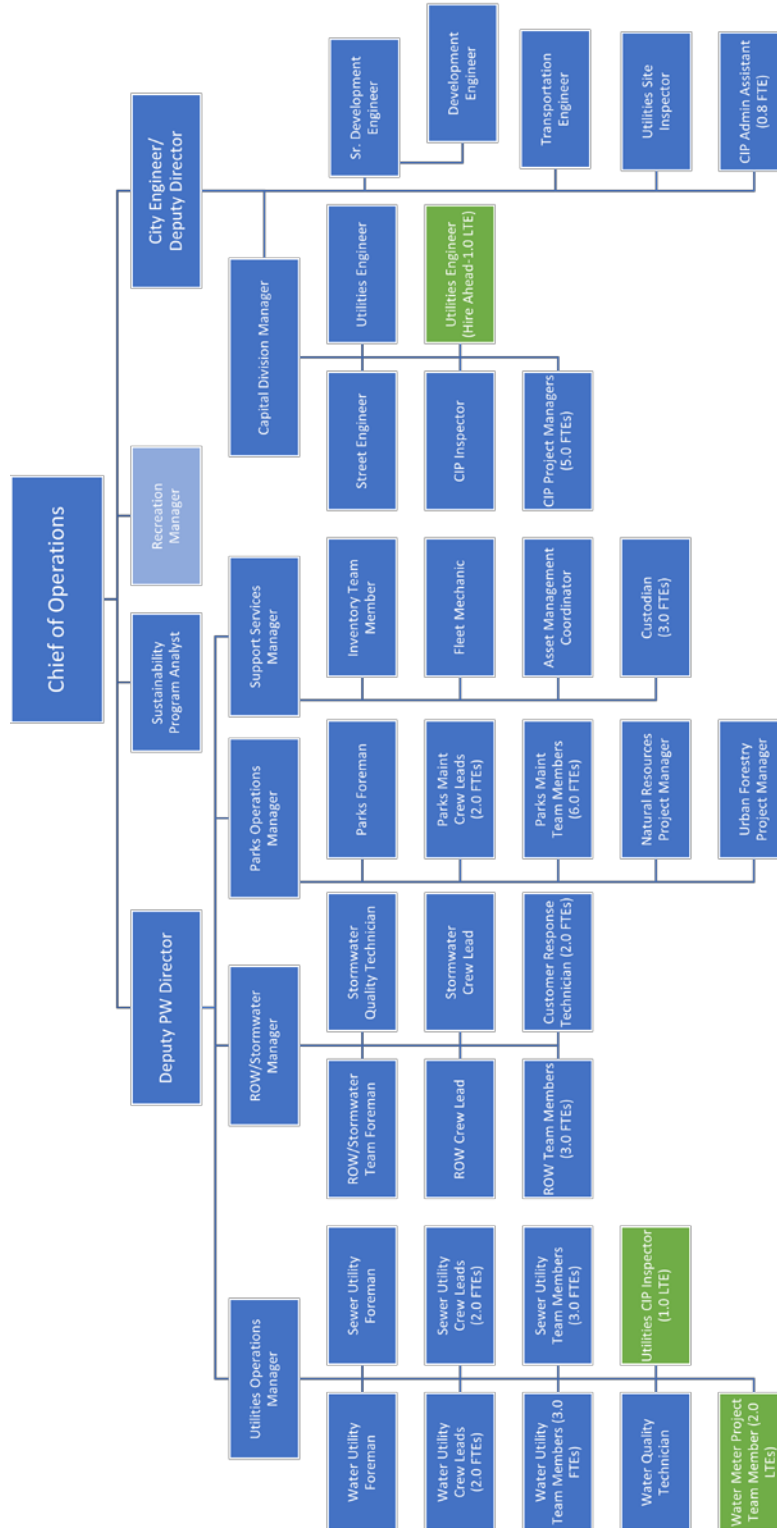 Chief of Operations
Deputy PW Director
Sustainability
Program Analyst
Recreation
Manager
City Engineer/
Deputy Director
Utilities Operations
Manager
ROW/Stormwater
Manager
Parks Operations
Manager
Support Services
Manager
Capital Division Manager
Water Utility
Foreman
Sewer Utility
Foreman
Water Utility
Crew Leads
(2.0 FTEs)
Sewer Utility
Crew Leads
(2.0 FTEs)
Water Utility
Team Members (3.0
FTEs)
Sewer Utility
Team Members
(3.0 FTEs)
Water Quality
Technician
Utilities CIP Inspector
(1.0 LTE)
Water Meter Project
Team Member (2.0
LTEs)
ROW/Stormwater
Team Foreman
Stormwater
Quality Technician
ROW Crew Lead
Stormwater
Crew Lead
ROW Team Members
(3.0 FTEs)
Customer Response
Technician (2.0 FTEs)
Parks Foreman
Parks Maint
Crew Leads
(2.0 FTEs)
Parks Maint
Team Members
(6.0 FTEs)
Natural Resources
Project Manager
Urban Forestry
Project Manager
Inventory Team
Member
Fleet Mechanic
Asset Management
Coordinator
Custodian
(3.0 FTEs)
Street Engineer
Utilities Engineer
CIP Inspector
Utilities Engineer
(Hire Ahead-1.0 LTE)
CIP Project Managers
(5.0 FTEs)
Sr. Development
Engineer
Development
Engineer
Transportation
Engineer
Utilities Site
Inspector
CIP Admin Assistant
(0.8 FTE)